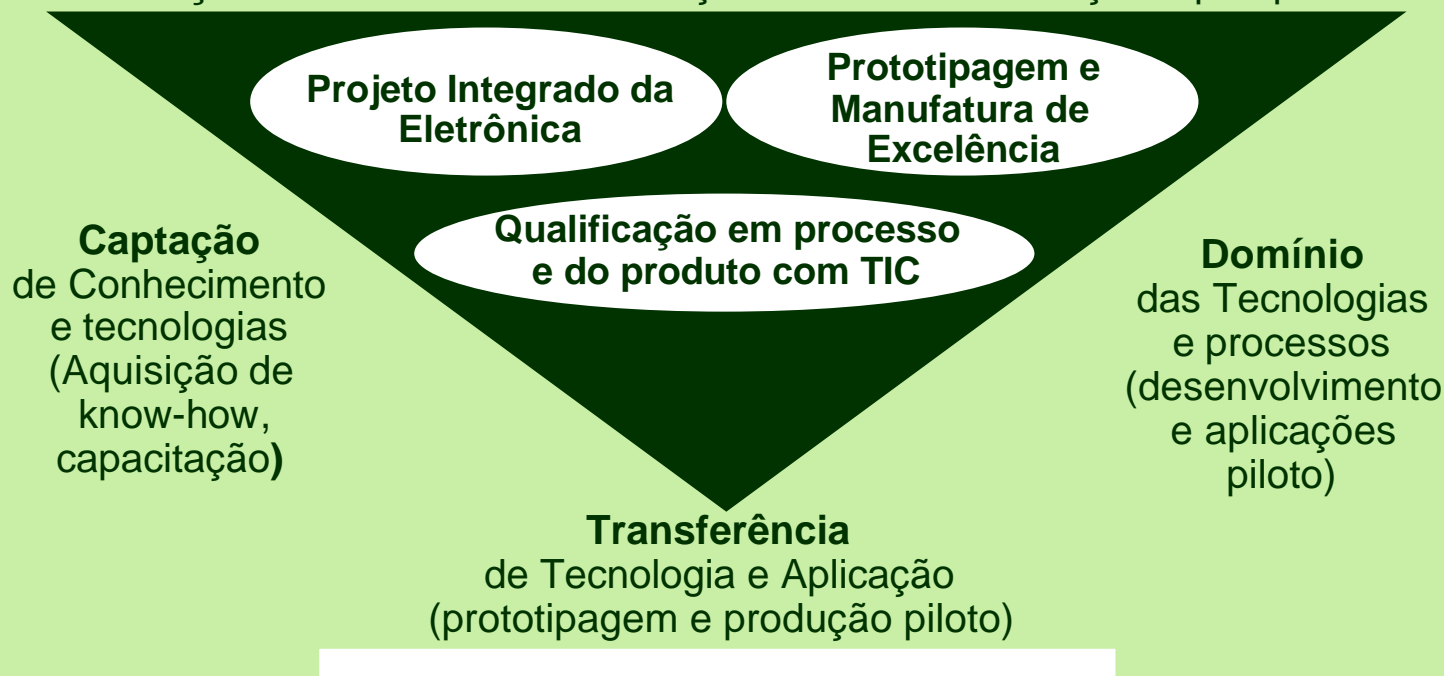 Projeto Integrado da
Eletrônica
Prototipagem e
Manufatura de
Excelência
Qualificação em processo
e do produto com TIC
Captação
de Conhecimento
e tecnologias
(Aquisição de
know-how,
capacitação)
Domínio
das Tecnologias
e processos
(desenvolvimento
e aplicações
piloto)
Transferência
de Tecnologia e Aplicação
(prototipagem e produção piloto)